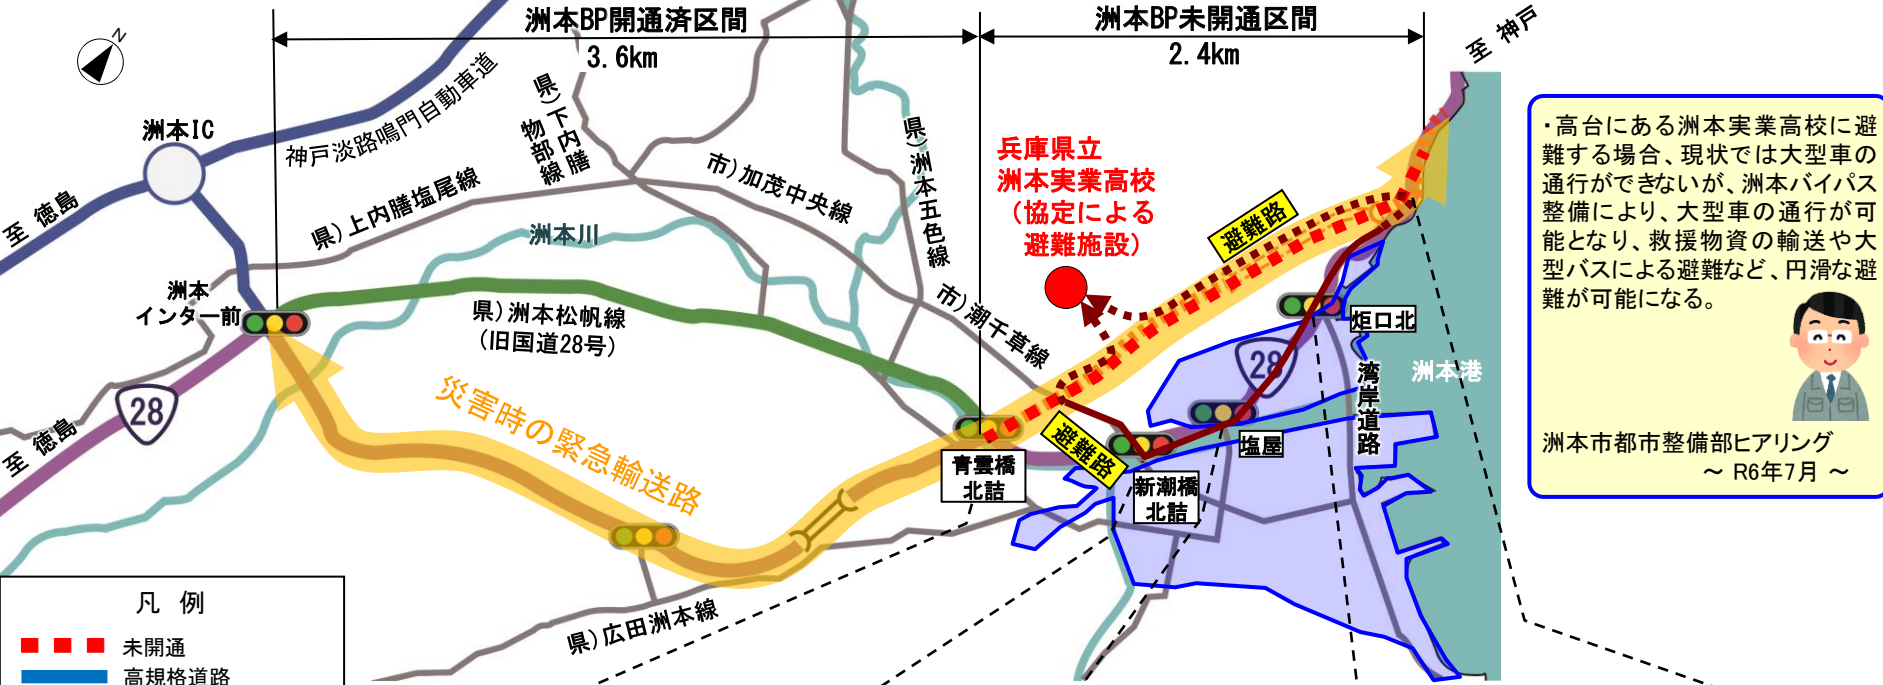 洲本BP開通済区間
3.6km
洲本BP未開通区間
2.4km
至 神戸
N
洲本IC
神戸淡路鳴門自動車道
県)下内膳
物部線
県)上内膳塩尾線
市)加茂中央線
県)洲本五色線
洲本川
至 徳島
洲本
インター前
県)洲本松帆線
(旧国道28号)
市)潮千草線
兵庫県立
洲本実業高校
(協定による
避難施設)
避難路
炬口北
28
湾岸道路
洲本港
塩屋
避難路
新潮橋
北詰
青雲橋
北詰
災害時の緊急輸送路
28
至 徳島
県)広田洲本線
凡 例
未開通
高規格道路
・高台にある洲本実業高校に避
難する場合、現状では大型車の
通行ができないが、洲本バイパス
整備により、大型車の通行が可
能となり、救援物資の輸送や大
型バスによる避難など、円滑な避
難が可能になる。
洲本市都市整備部ヒアリング
～ R6年7月 ～